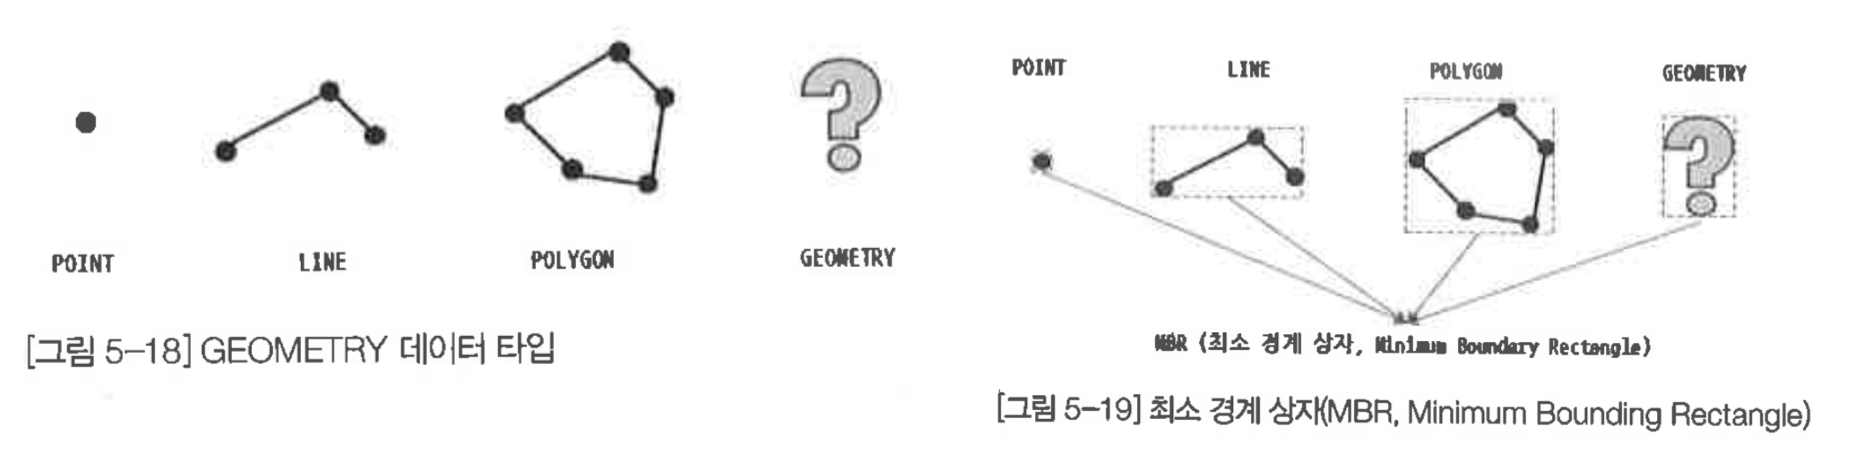 POINT
LINE
POLYGON
GEOMETRY
[그림 5-18] GEOMETRY 데이터 타입
POINT
LINE
POLYGON
GEOMETRY
MBR (최소 경계 상자, Minimum Boundary Rectangle)
[그림 5-19] 최소 경계 상자(MBR, Minimum Bounding Rectangle)